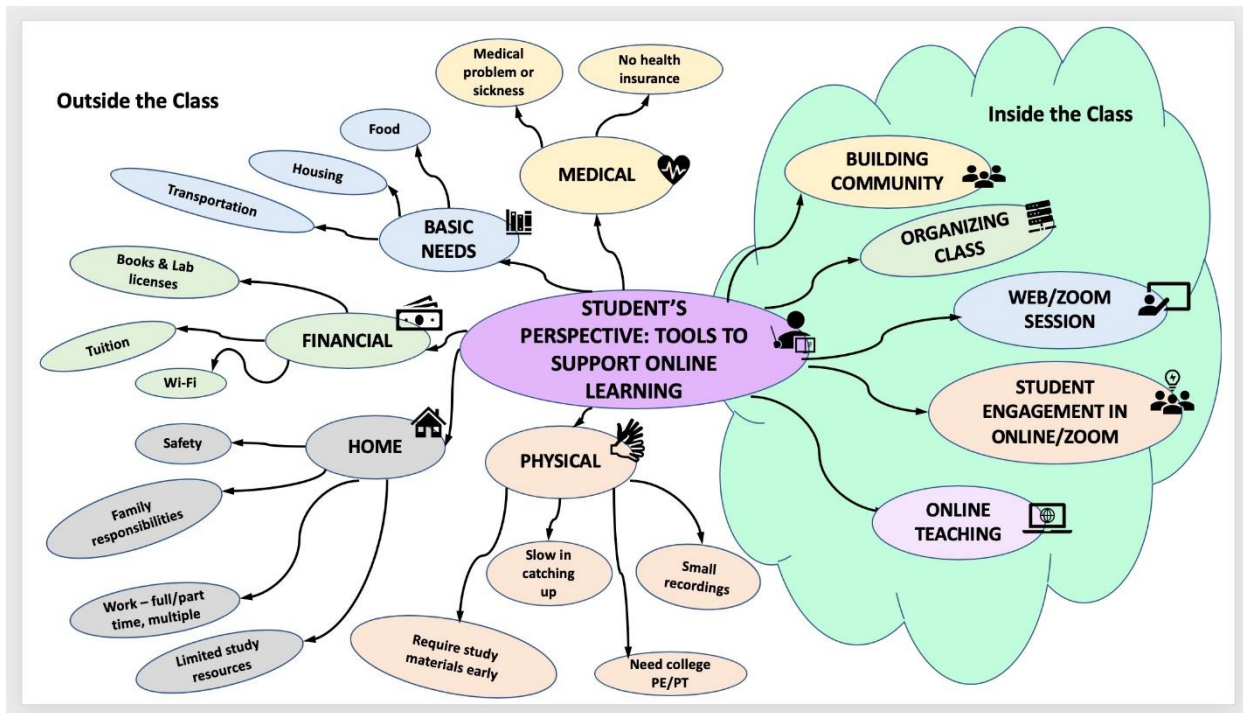 Outside the Class
Medical
problem or
sickness
No health
insurance
MEDICAL
Food
Housing
Transportation
BASIC
NEEDS
Books & Lab
licenses
Tuition
Wi-Fi
FINANCIAL
Safety
Family
responsibilities
Work – full/part
time, multiple
Limited study
resources
HOME
STUDENT’S
PERSPECTIVE: TOOLS TO
SUPPORT ONLINE
LEARNING
PHYSICAL
Require study
materials early
Slow in
catching
up
Need college
PE/PT
Small
recordings
Inside the Class
BUILDING
COMMUNITY
ORGANIZING
CLASS
WEB/ZOOM
SESSION
STUDENT
ENGAGEMENT IN
ONLINE/ZOOM
ONLINE
TEACHING